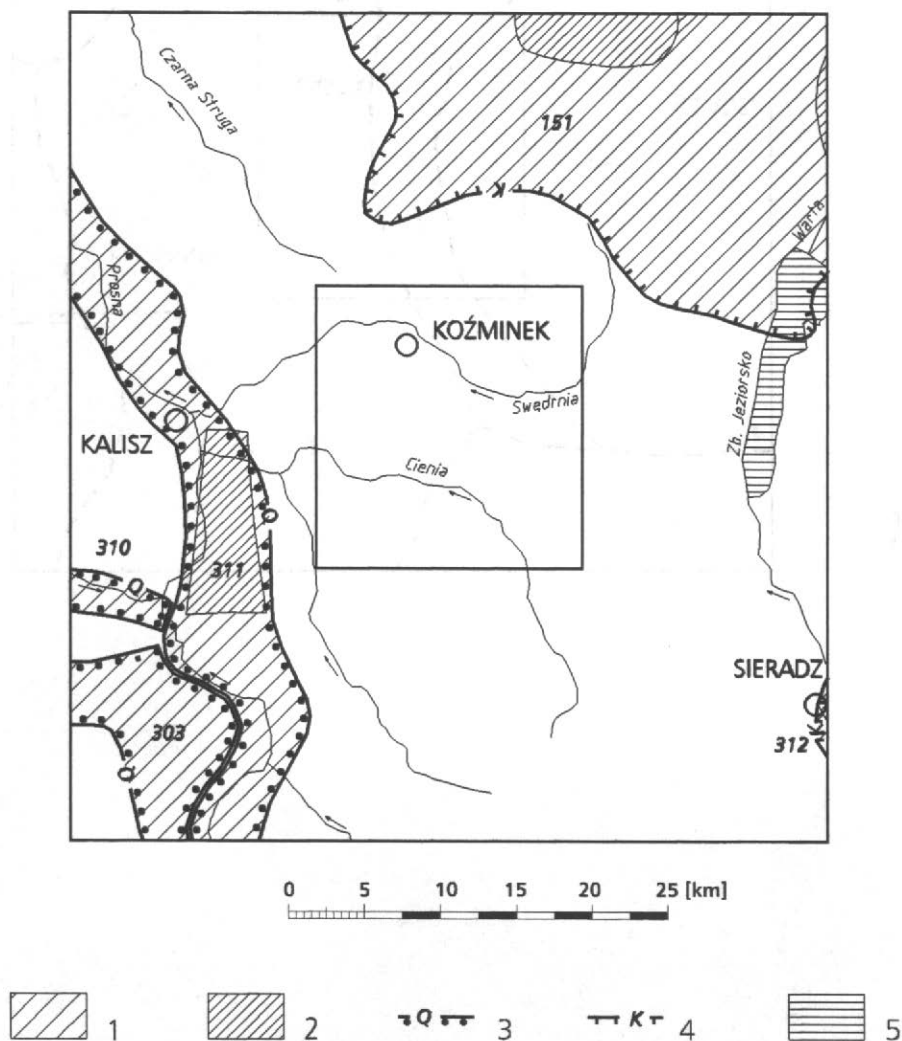 Czarna Struga
151
K
Warta
Prosna
KOŹMINEK
Swędrnia
Zb. Jeziorsko
KALISZ
Cienia
Q
310
311
Q
SIERADZ
303
K
312
Q
0 5 10 15 20 25 [km]
1 2 Q 3 K 4 5